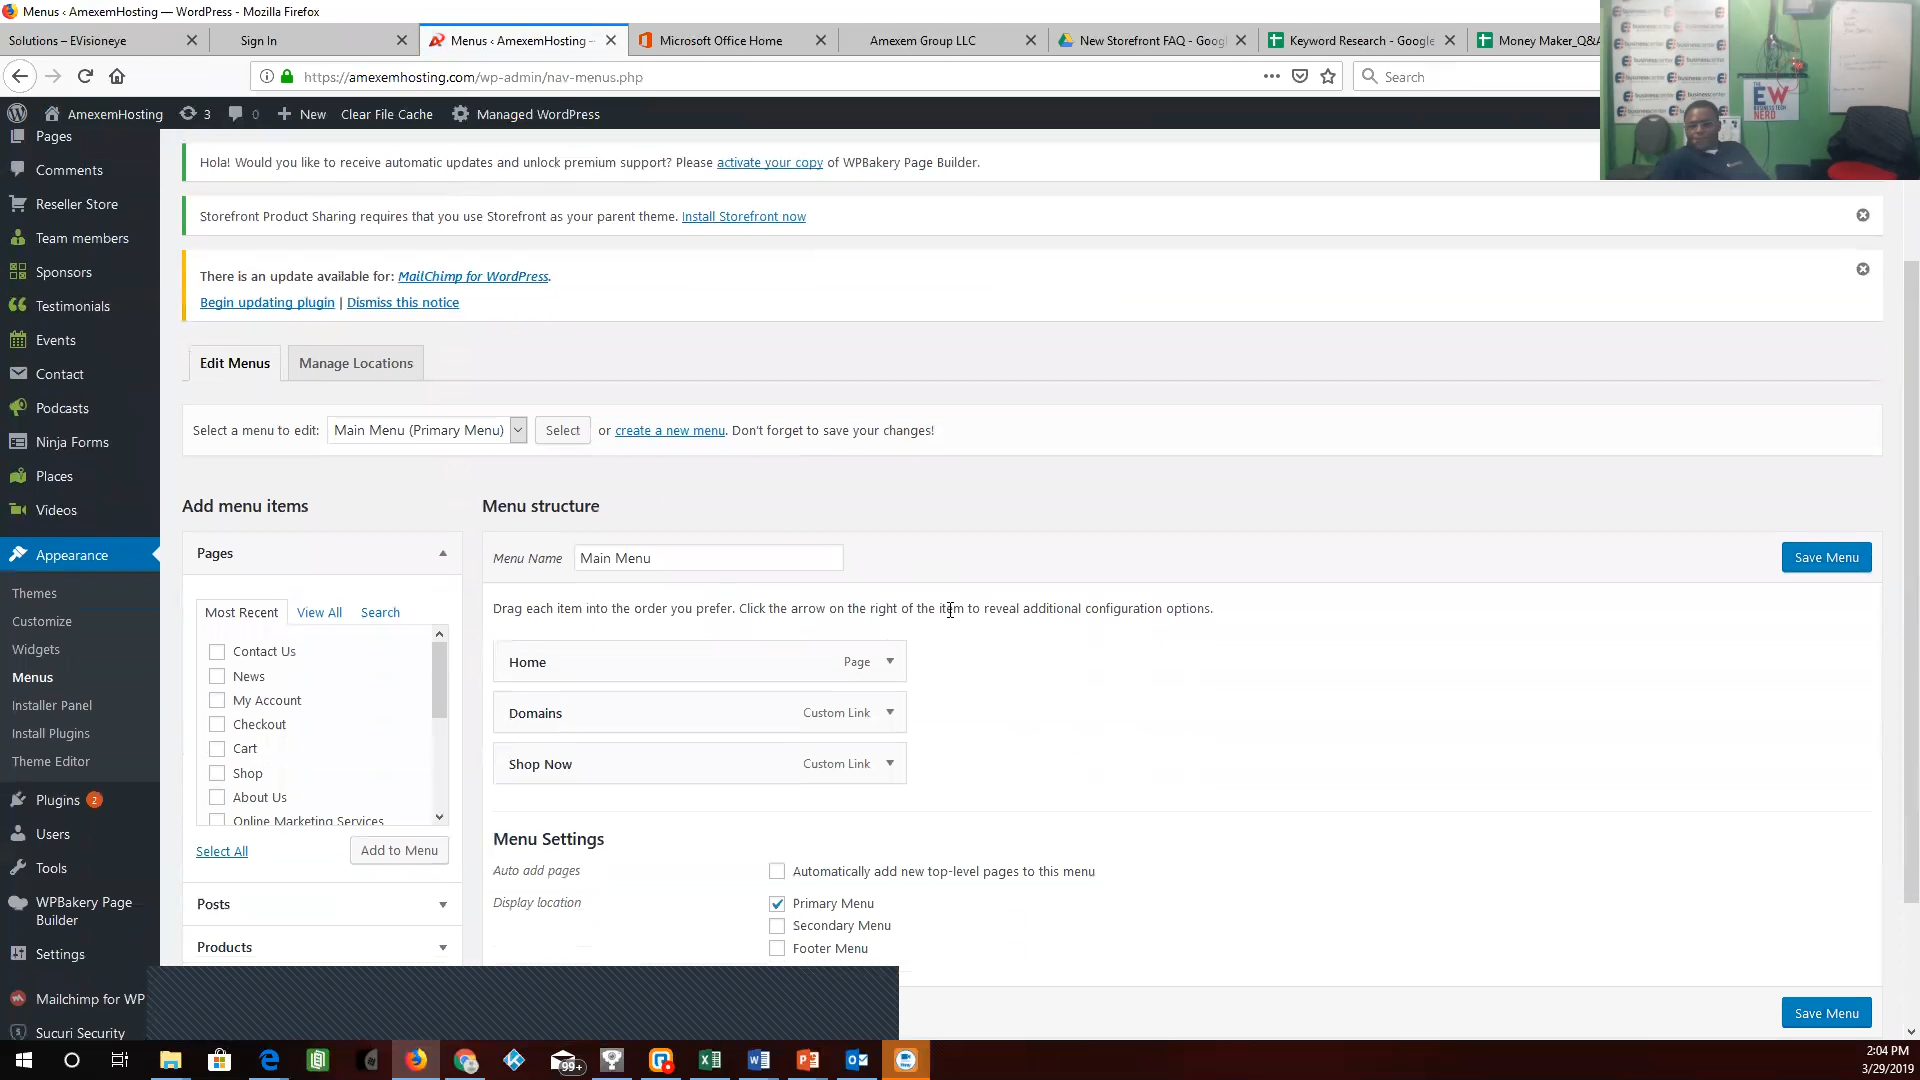 Menus ‹ AmexemHosting — WordPress - Mozilla Firefox
Solutions – EVisioneye
Sign In
Menus ‹ AmexemHosting —
Microsoft Office Home
Amexem Group LLC
New Storefront FAQ - Googl
Keyword Research - Google
Money Maker_Q&A
https://amexemhosting.com/wp-admin/nav-menus.php
Search
AmexemHosting
3
0
New
Clear File Cache
Managed WordPress
THE
EW
BUSINESS TECH
NERD
Pages
Comments
Reseller Store
Team members
Sponsors
Testimonials
Events
Contact
Podcasts
Ninja Forms
Places
Videos
Appearance
Themes
Customize
Widgets
Menus
Installer Panel
Install Plugins
Theme Editor
Plugins 2
Users
Tools
WPBakery Page
Builder
Settings
Mailchimp for WP
Sucuri Security
Hola! Would you like to receive automatic updates and unlock premium support? Please activate your copy of WPBakery Page Builder.
Storefront Product Sharing requires that you use Storefront as your parent theme. Install Storefront now
There is an update available for: MailChimp for WordPress.
Begin updating plugin | Dismiss this notice
Edit Menus
Manage Locations
Select a menu to edit: Main Menu (Primary Menu) Select or create a new menu. Don't forget to save your changes!
Add menu items
Pages
Most Recent View All Search
Contact Us
News
My Account
Checkout
Cart
Shop
About Us
Online Marketing Services
Select All
Add to Menu
Posts
Products
Menu structure
Menu Name Main Menu
Save Menu
Drag each item into the order you prefer. Click the arrow on the right of the item to reveal additional configuration options.
Home Page
Domains Custom Link
Shop Now Custom Link
Menu Settings
Auto add pages
Automatically add new top-level pages to this menu
Display location
Primary Menu
Secondary Menu
Footer Menu
Save Menu
99+
2:04 PM
3/29/2019